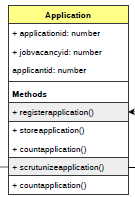 Application
+ applicationid: number
+ jobvacancyid: number
applicantid: number
Methods
+ registerapplication()
+ storeapplication()
+ countapplication()
+ scrutunizeapplication()
+ countapplication()